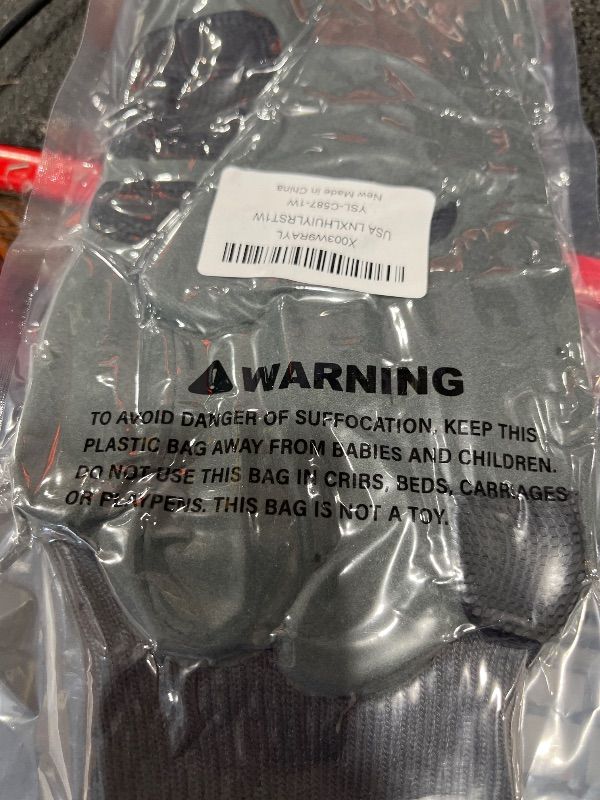 X003W9RAYL
USA LNXLHUIYLRST1W
YSL-C587-1W
New Made in China
WARNING
TO AVOID DANGER OF SUFFOCATION, KEEP THIS
PLASTIC BAG AWAY FROM BABIES AND CHILDREN.
DO NOT USE THIS BAG IN CRIBS, BEDS, CARRIAGES
OR PLAYPENS. THIS BAG IS NOT A TOY.